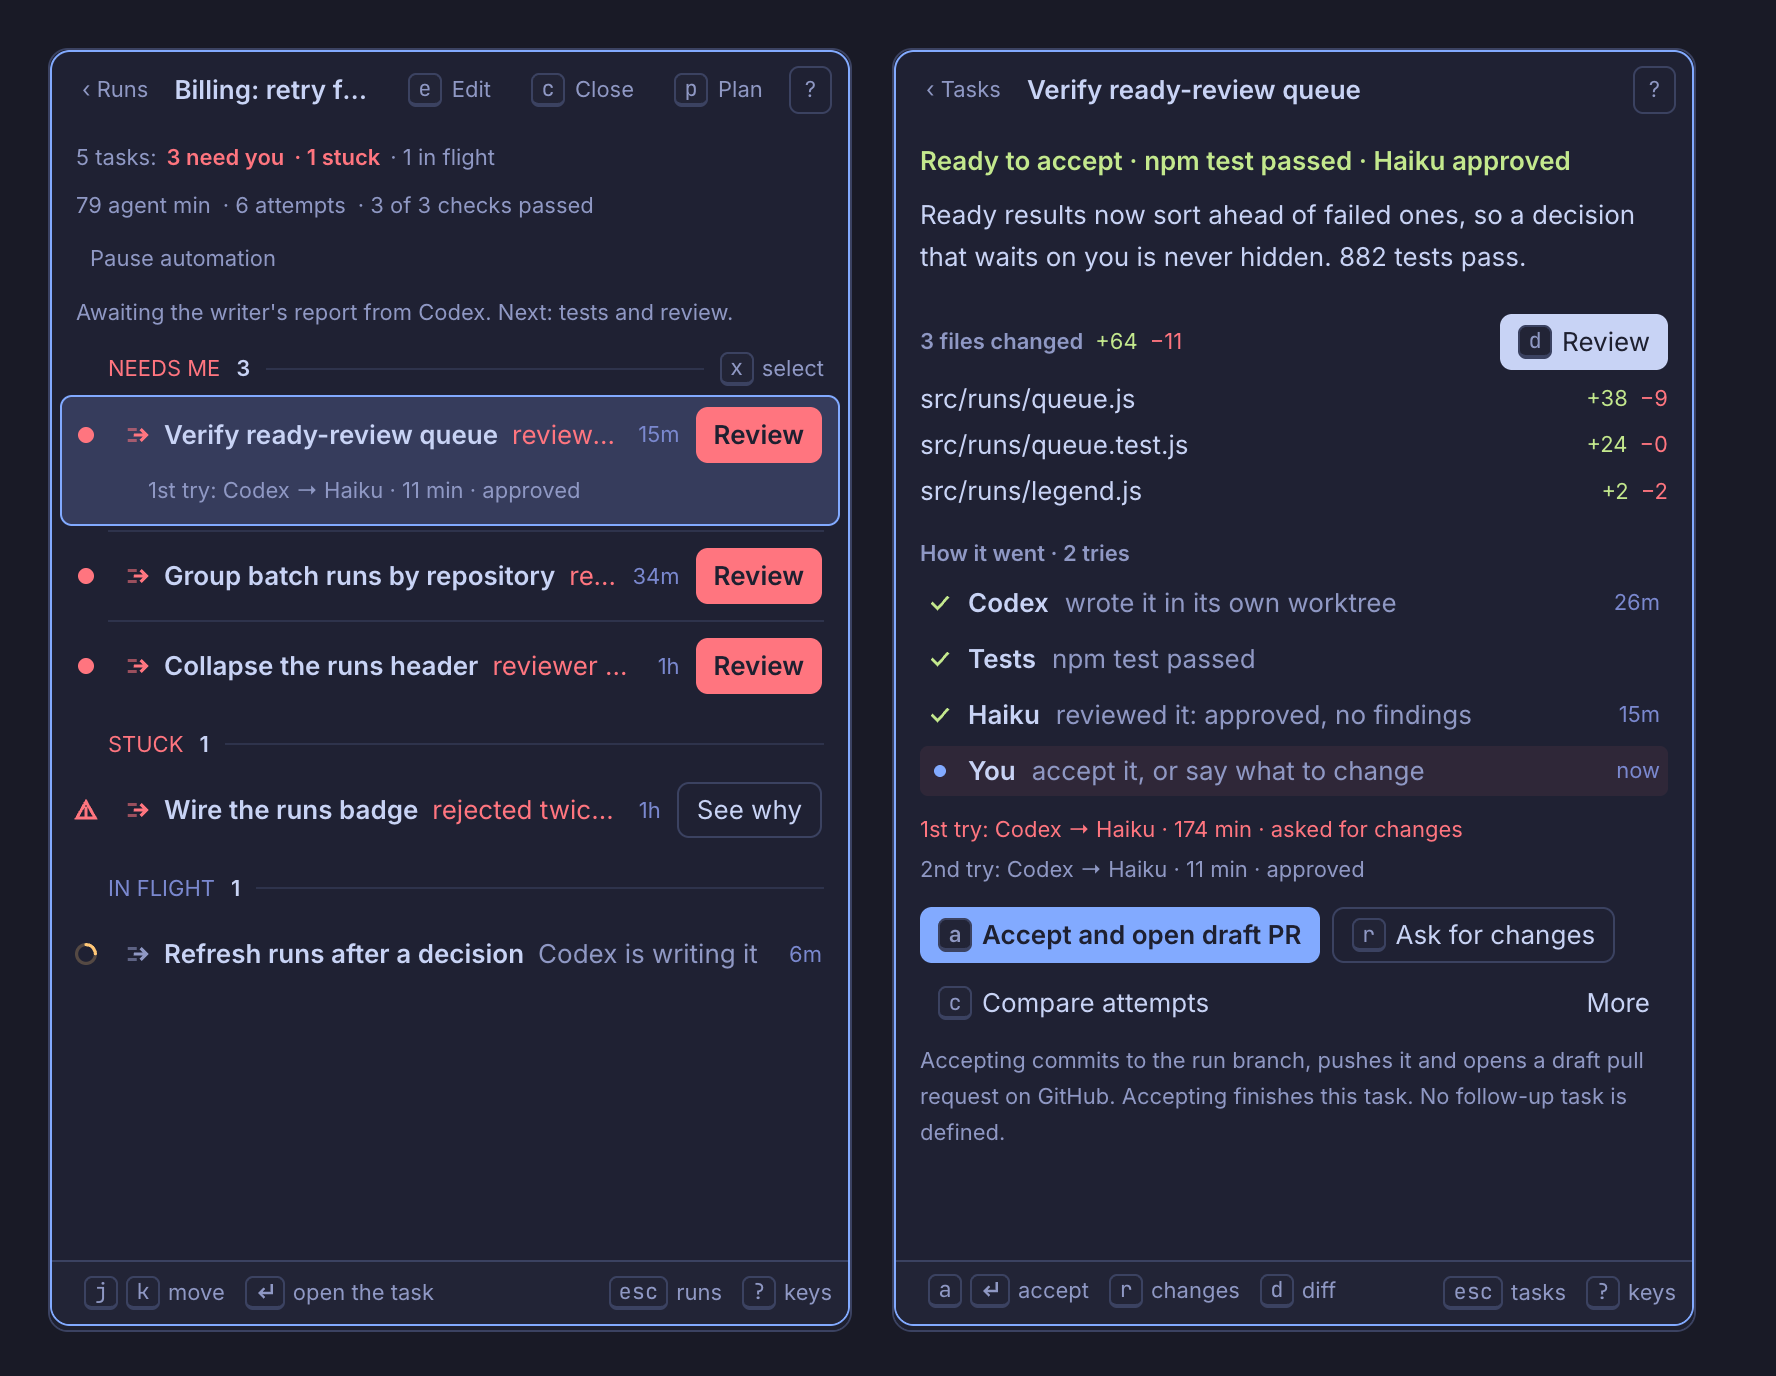 ‹ Runs Billing: retry f... e Edit c Close p Plan ?
5 tasks: 3 need you · 1 stuck · 1 in flight
79 agent min · 6 attempts · 3 of 3 checks passed
Pause automation
Awaiting the writer's report from Codex. Next: tests and review.
NEEDS ME 3 x select
Verify ready-review queue review... 15m Review
1st try: Codex → Haiku · 11 min · approved
Group batch runs by repository re... 34m Review
Collapse the runs header reviewer ... 1h Review
STUCK 1
Wire the runs badge rejected twic... 1h See why
IN FLIGHT 1
Refresh runs after a decision Codex is writing it 6m
j k move ↵ open the task esc runs ? keys
‹ Tasks Verify ready-review queue ?
Ready to accept · npm test passed · Haiku approved
Ready results now sort ahead of failed ones, so a decision
that waits on you is never hidden. 882 tests pass.
3 files changed +64 −11 d Review
src/runs/queue.js +38 −9
src/runs/queue.test.js +24 −0
src/runs/legend.js +2 −2
How it went · 2 tries
Codex wrote it in its own worktree 26m
Tests npm test passed
Haiku reviewed it: approved, no findings 15m
You accept it, or say what to change now
1st try: Codex → Haiku · 174 min · asked for changes
2nd try: Codex → Haiku · 11 min · approved
a Accept and open draft PR r Ask for changes
c Compare attempts More
Accepting commits to the run branch, pushes it and opens a draft pull
request on GitHub. Accepting finishes this task. No follow-up task is
defined.
a ↵ accept r changes d diff esc tasks ? keys